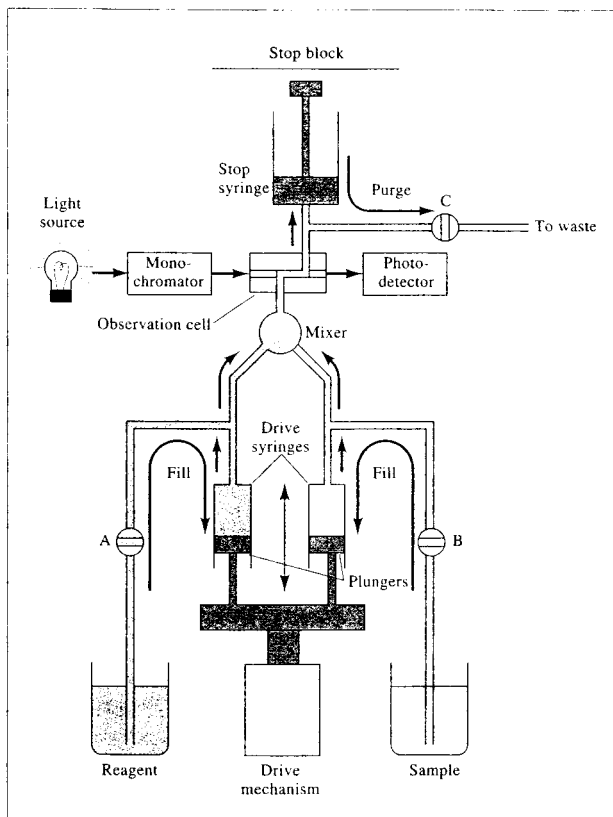 Stop block
Stop
syringe
Purge
C
To waste
Light
source
Mono-
chromator
Photo-
detector
Observation cell
Mixer
Drive
syringes
Fill
Fill
A
B
Plungers
Reagent
Drive
mechanism
Sample